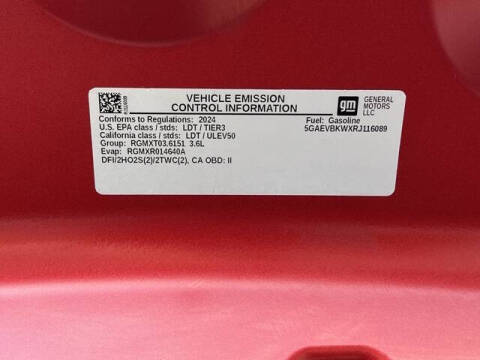 VEHICLE EMISSION
CONTROL INFORMATION
gm
GENERAL
MOTORS
LLC
Conforms to Regulations: 2024
U.S. EPA class / stds: LDT / TIER3
California class / stds: LDT / ULEV50
Group: RGMXT03.6151 3.6L
Evap: RGMXR014640A
DFI/2HO2S(2)/2TWC(2), CA OBD: II
Fuel: Gasoline
5GAEVBKWXRJ116089